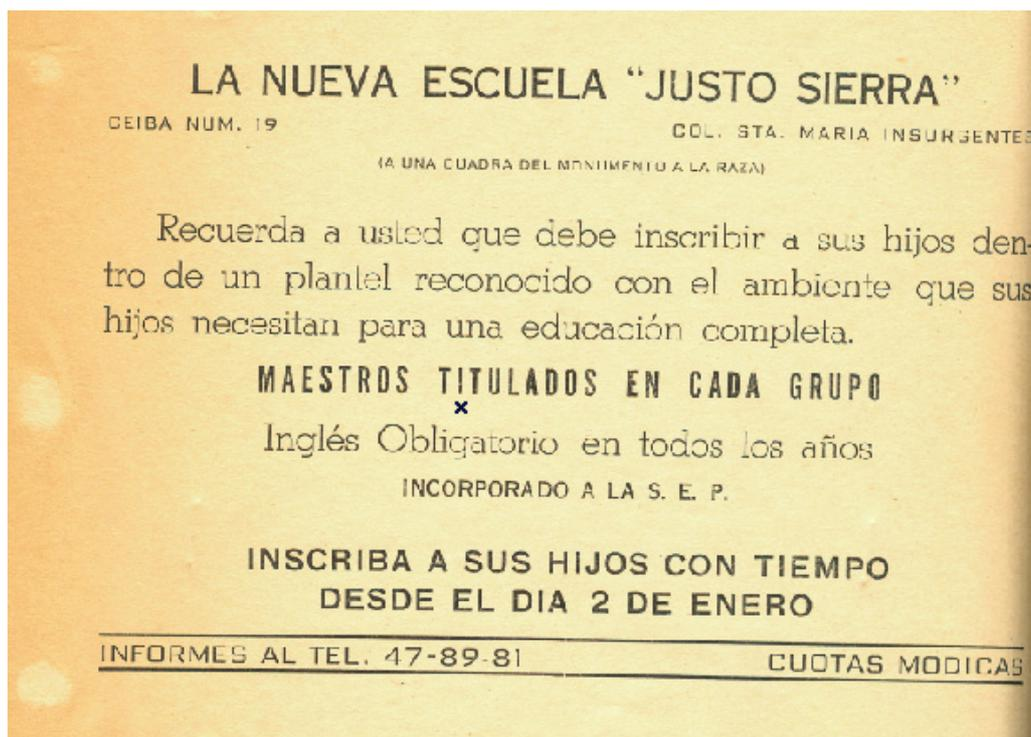 LA NUEVA ESCUELA "JUSTO SIERRA"
CEIBA NUM. 19 COL. STA. MARIA INSURGENTES
(A UNA CUADRA DEL MONUMENTO A LA RAZA)
Recuerda a usted que debe inscribir a sus hijos den-
tro de un plantel reconocido con el ambiente que sus
hijos necesitan para una educación completa.
MAESTROS TITULADOS EN CADA GRUPO
Inglés Obligatorio en todos los años
INCORPORADO A LA S. E. P.
INSCRIBA A SUS HIJOS CON TIEMPO
DESDE EL DIA 2 DE ENERO
INFORMES AL TEL. 47-89-81 CUOTAS MODICAS